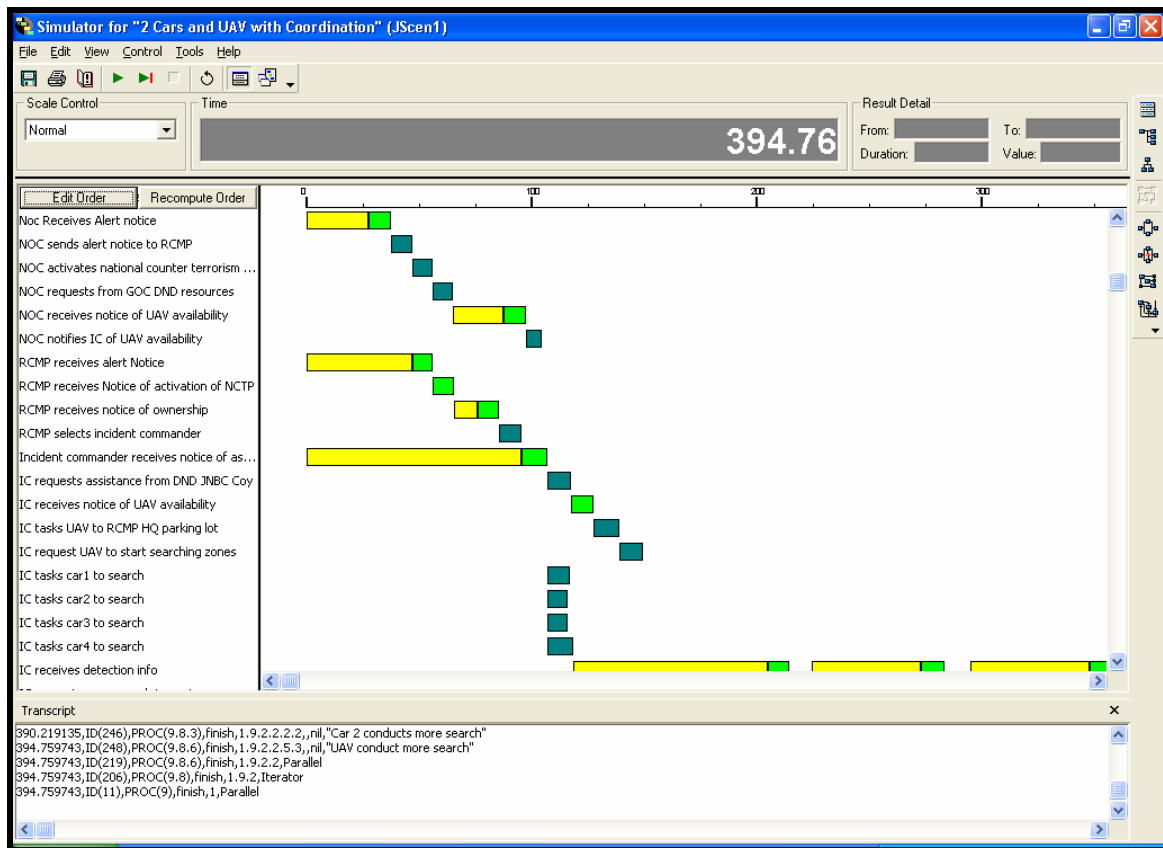 Simulator for "2 Cars and UAV with Coordination" (JScen1)
File Edit View Control Tools Help
Scale Control
Normal
Time
394.76
Result Detail
From:
To:
Duration:
Value:
Edit Order
Recompute Order
0 100 200 300
Noc Receives Alert notice
NOC sends alert notice to RCMP
NOC activates national counter terrorism ...
NOC requests from GOC DND resources
NOC receives notice of UAV availability
NOC notifies IC of UAV availability
RCMP receives alert Notice
RCMP receives Notice of activation of NCTP
RCMP receives notice of ownership
RCMP selects incident commander
Incident commander receives notice of as...
IC requests assistance from DND JNBC Coy
IC receives notice of UAV availability
IC tasks UAV to RCMP HQ parking lot
IC request UAV to start searching zones
IC tasks car1 to search
IC tasks car2 to search
IC tasks car3 to search
IC tasks car4 to search
IC receives detection info
Transcript
390.219135,ID(246),PROC(9.8.3),finish,1.9.2.2.2.2,,nil,"Car 2 conducts more search"
394.759743,ID(248),PROC(9.8.6),finish,1.9.2.2.5.3,,nil,"UAV conduct more search"
394.759743,ID(219),PROC(9.8.6),finish,1.9.2.2,Parallel
394.759743,ID(206),PROC(9.8),finish,1.9.2,Iterator
394.759743,ID(11),PROC(9),finish,1,Parallel